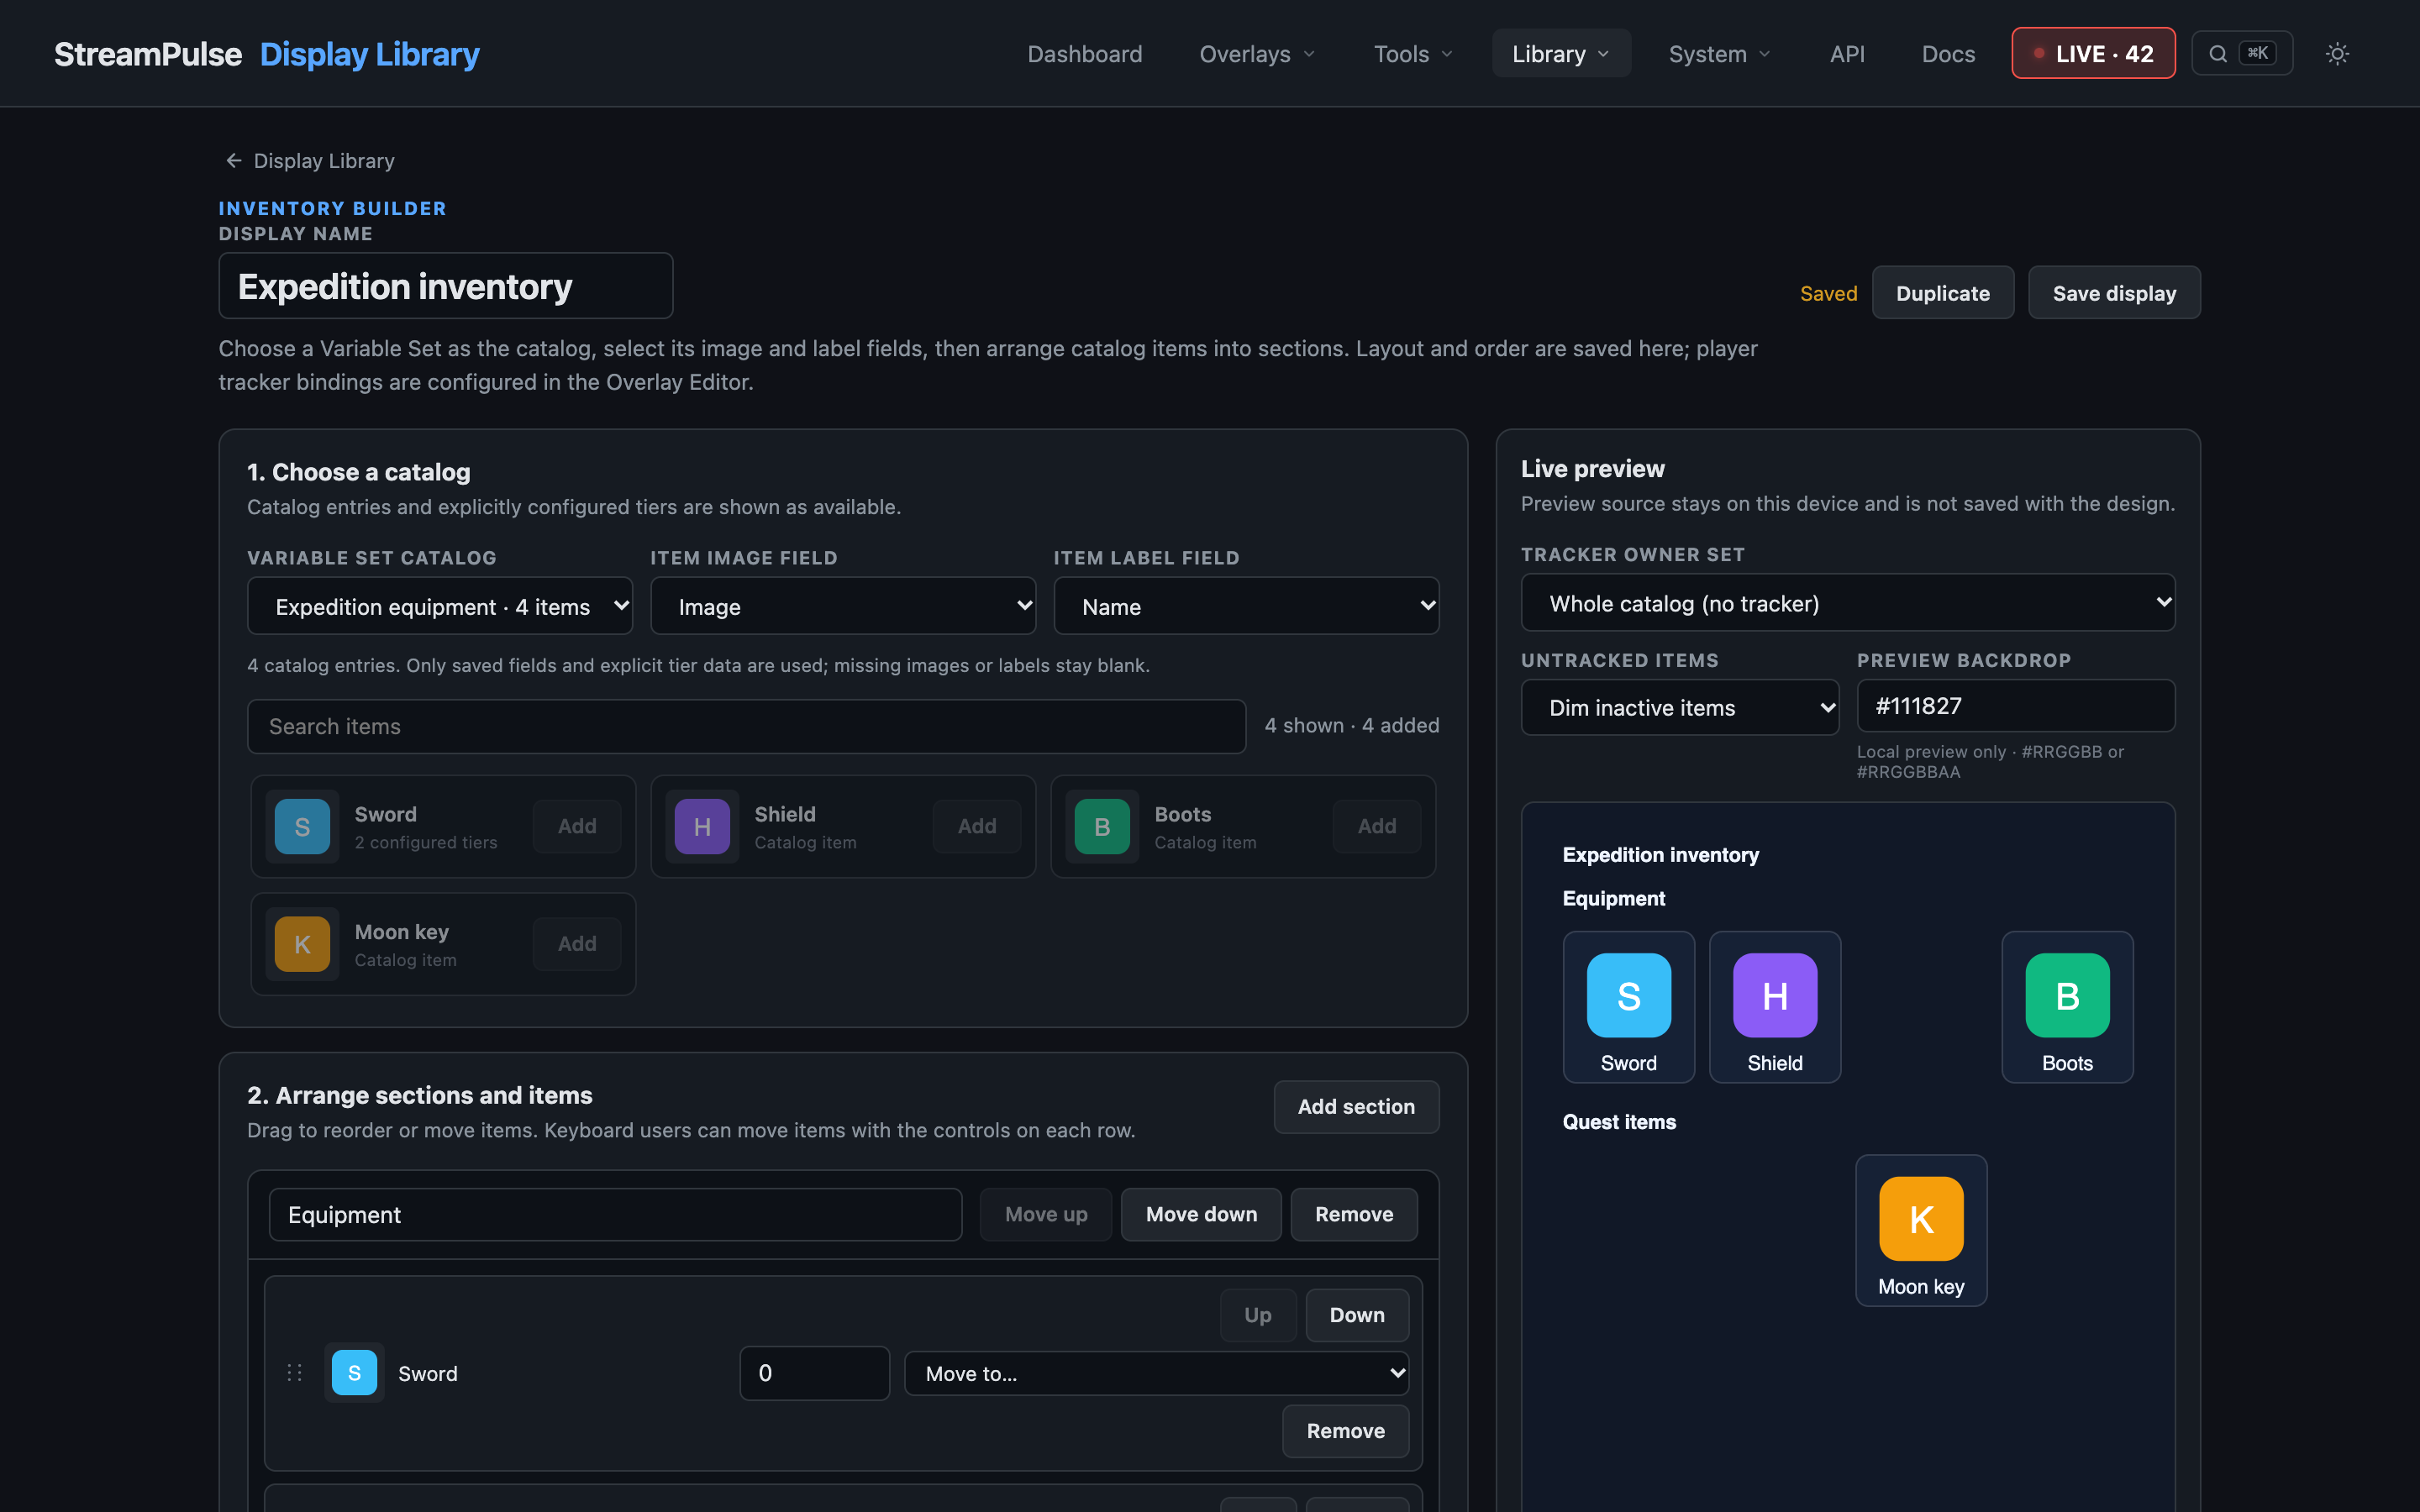 StreamPulse Display Library
Dashboard
Overlays
Tools
Library
System
API
Docs
LIVE · 42
⌘K
← Display Library
INVENTORY BUILDER
DISPLAY NAME
Expedition inventory
Saved
Duplicate
Save display
Choose a Variable Set as the catalog, select its image and label fields, then arrange catalog items into sections. Layout and order are saved here; player
tracker bindings are configured in the Overlay Editor.
1. Choose a catalog
Catalog entries and explicitly configured tiers are shown as available.
VARIABLE SET CATALOG
ITEM IMAGE FIELD
ITEM LABEL FIELD
Expedition equipment · 4 items
Image
Name
4 catalog entries. Only saved fields and explicit tier data are used; missing images or labels stay blank.
Search items
4 shown · 4 added
S
Sword
2 configured tiers
Add
H
Shield
Catalog item
Add
B
Boots
Catalog item
Add
K
Moon key
Catalog item
Add
2. Arrange sections and items
Drag to reorder or move items. Keyboard users can move items with the controls on each row.
Add section
Equipment
Move up
Move down
Remove
Up
Down
S
Sword
0
Move to...
Remove
Live preview
Preview source stays on this device and is not saved with the design.
TRACKER OWNER SET
Whole catalog (no tracker)
UNTRACKED ITEMS
PREVIEW BACKDROP
Dim inactive items
#111827
Local preview only · #RRGGBB or
#RRGGBBAA
Expedition inventory
Equipment
S
Sword
H
Shield
B
Boots
Quest items
K
Moon key